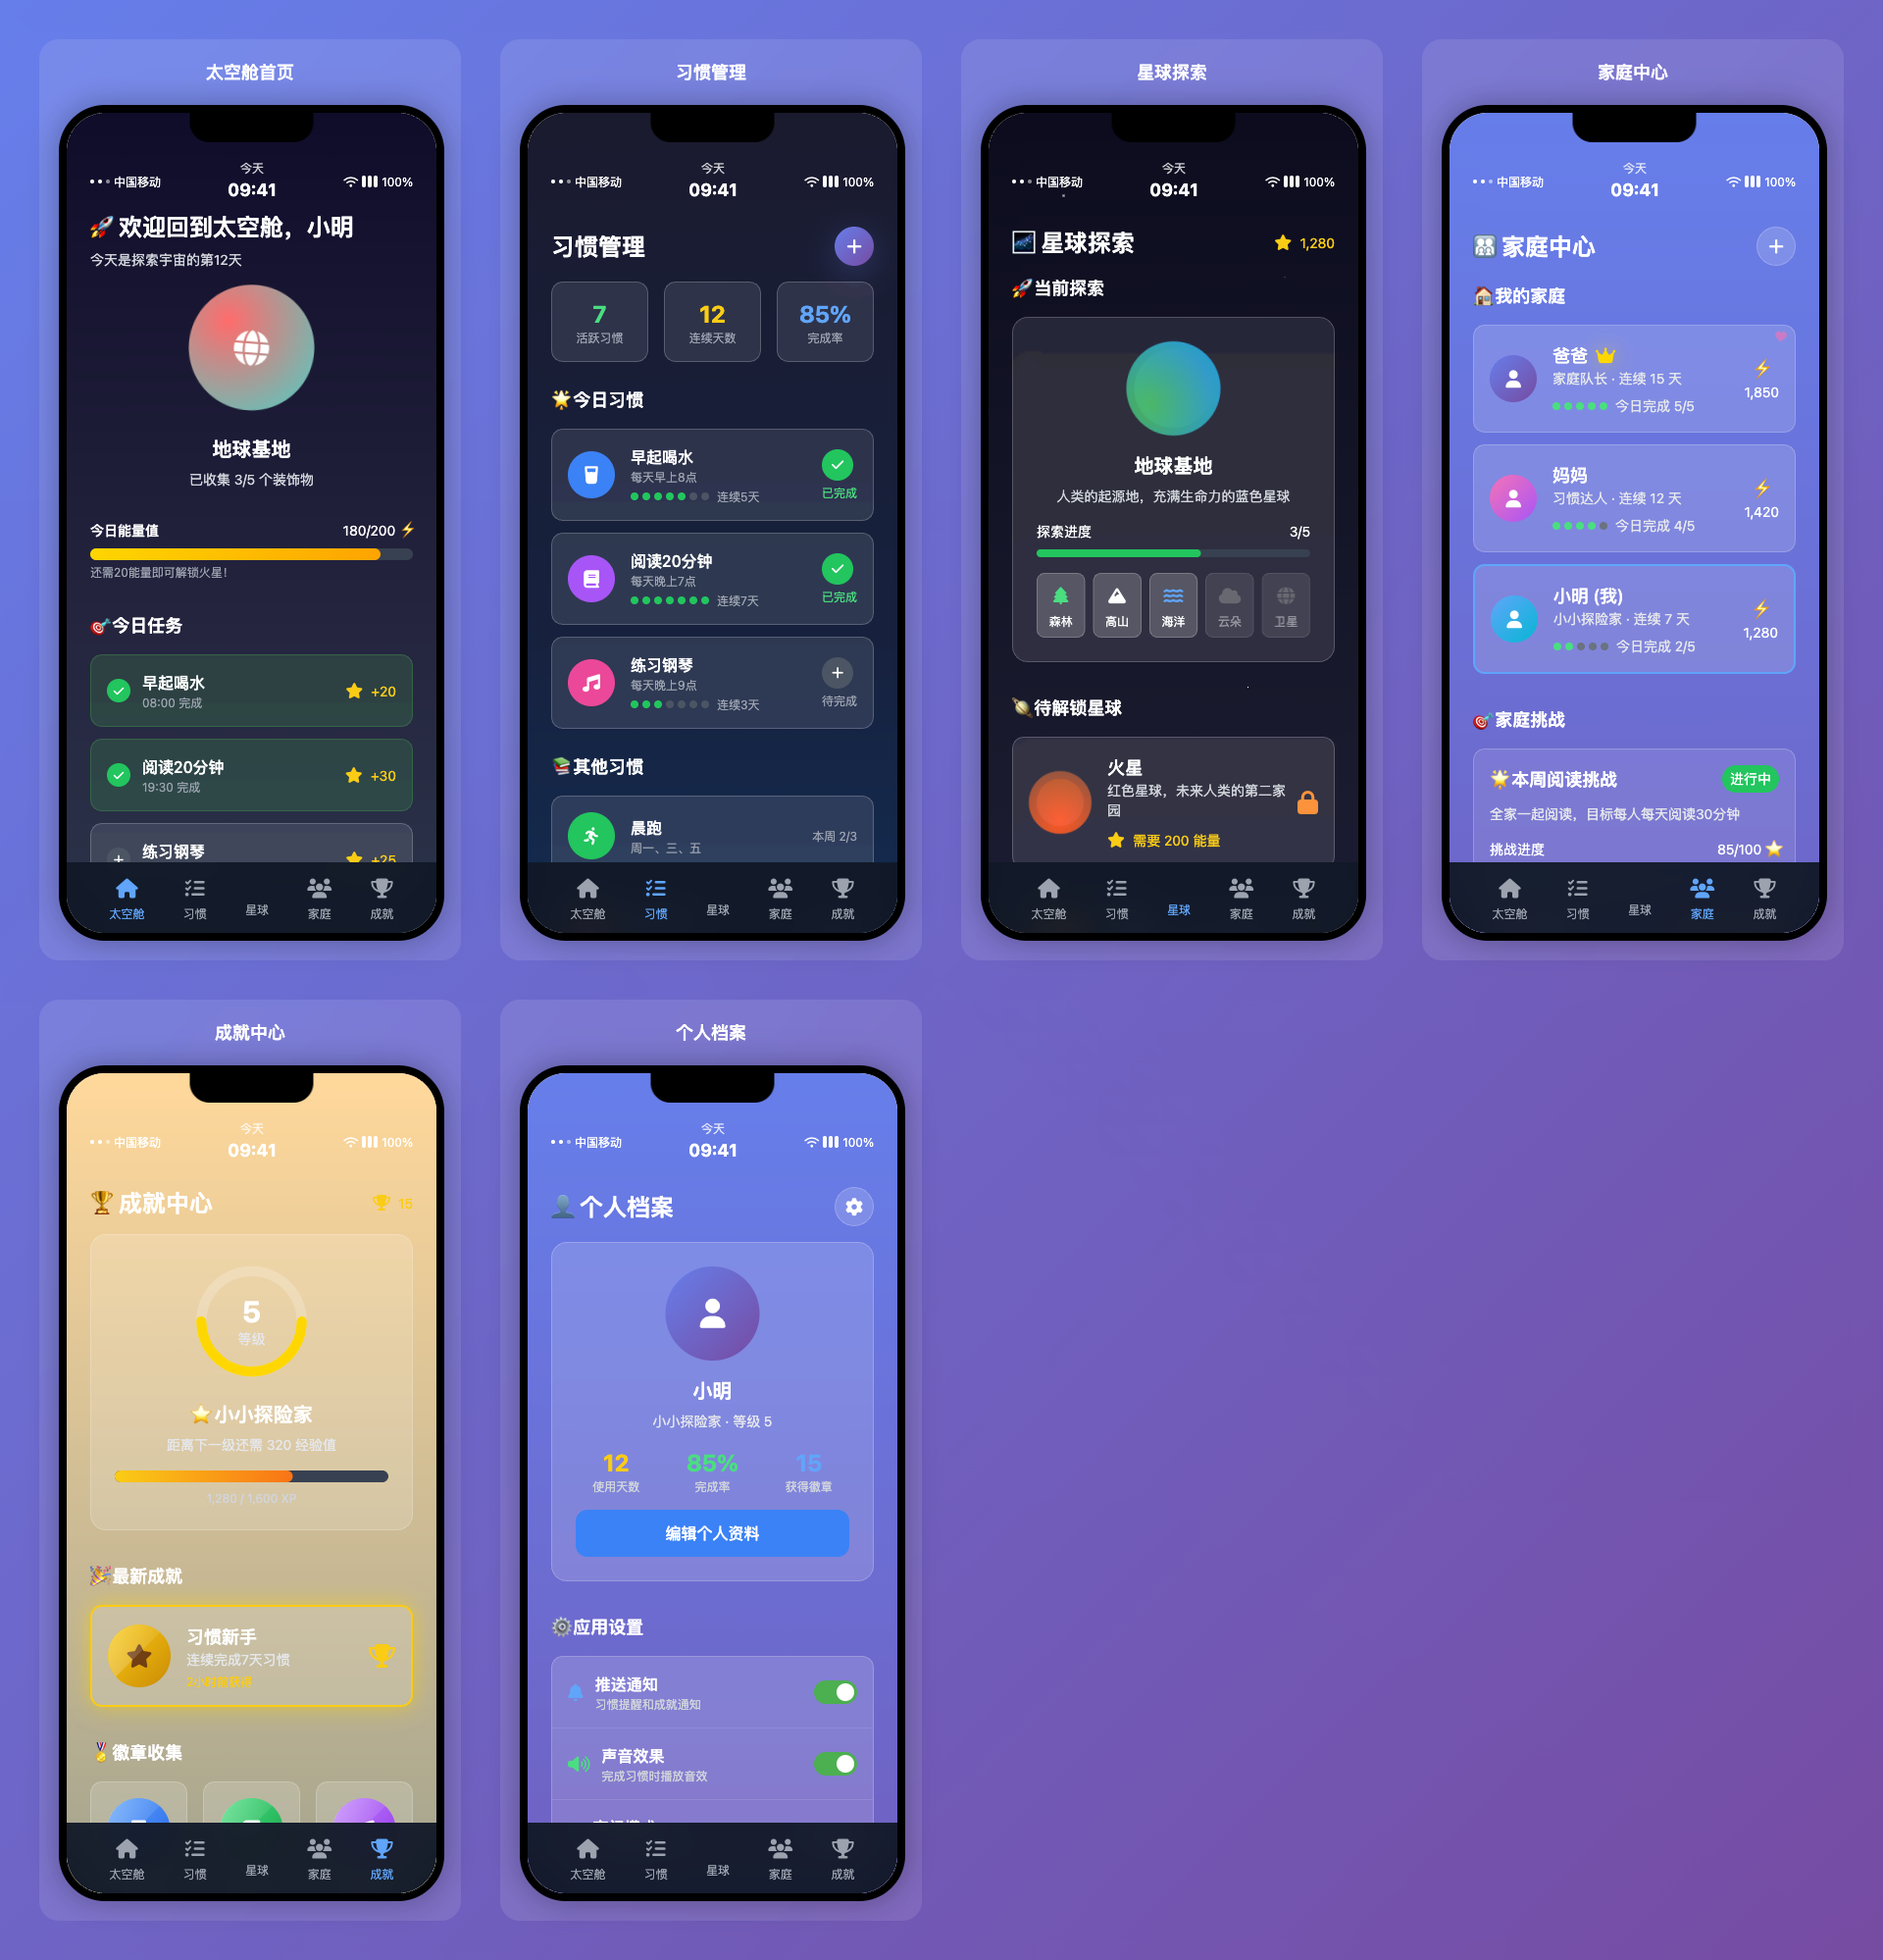 太空舱首页
中国移动
今天
09:41
100%
🚀 欢迎回到太空舱，小明
今天是探索宇宙的第12天
地球基地
已收集 3/5 个装饰物
今日能量值 180/200 ⚡
还需20能量即可解锁火星！
🎯今日任务
早起喝水
08:00 完成
+20
阅读20分钟
19:30 完成
+30
练习钢琴
+25
太空舱 习惯 星球 家庭 成就
习惯管理
中国移动
今天
09:41
100%
习惯管理
7
活跃习惯
12
连续天数
85%
完成率
🌟今日习惯
早起喝水
每天早上8点
连续5天
已完成
阅读20分钟
每天晚上7点
连续7天
已完成
练习钢琴
每天晚上9点
连续3天
待完成
📚其他习惯
晨跑
周一、三、五
本周 2/3
太空舱 习惯 星球 家庭 成就
星球探索
中国移动
今天
09:41
100%
🌌 星球探索
1,280
🚀当前探索
地球基地
人类的起源地，充满生命力的蓝色星球
探索进度 3/5
森林 高山 海洋 云朵 卫星
🪐待解锁星球
火星
红色星球，未来人类的第二家
园
需要 200 能量
太空舱 习惯 星球 家庭 成就
家庭中心
中国移动
今天
09:41
100%
👨‍👩‍👧‍👦 家庭中心
🏠我的家庭
爸爸
家庭队长 · 连续 15 天
今日完成 5/5
⚡
1,850
妈妈
习惯达人 · 连续 12 天
今日完成 4/5
⚡
1,420
小明 (我)
小小探险家 · 连续 7 天
今日完成 2/5
⚡
1,280
🎯家庭挑战
🌟本周阅读挑战
进行中
全家一起阅读，目标每人每天阅读30分钟
挑战进度 85/100 ⭐
太空舱 习惯 星球 家庭 成就
成就中心
中国移动
今天
09:41
100%
🏆 成就中心
15
5
等级
⭐小小探险家
距离下一级还需 320 经验值
1,280 / 1,600 XP
🎉最新成就
习惯新手
连续完成7天习惯
🏅徽章收集
太空舱 习惯 星球 家庭 成就
个人档案
中国移动
今天
09:41
100%
👤 个人档案
小明
小小探险家 · 等级 5
12
使用天数
85%
完成率
15
获得徽章
编辑个人资料
⚙️应用设置
推送通知
习惯提醒和成就通知
声音效果
完成习惯时播放音效
太空舱 习惯 星球 家庭 成就